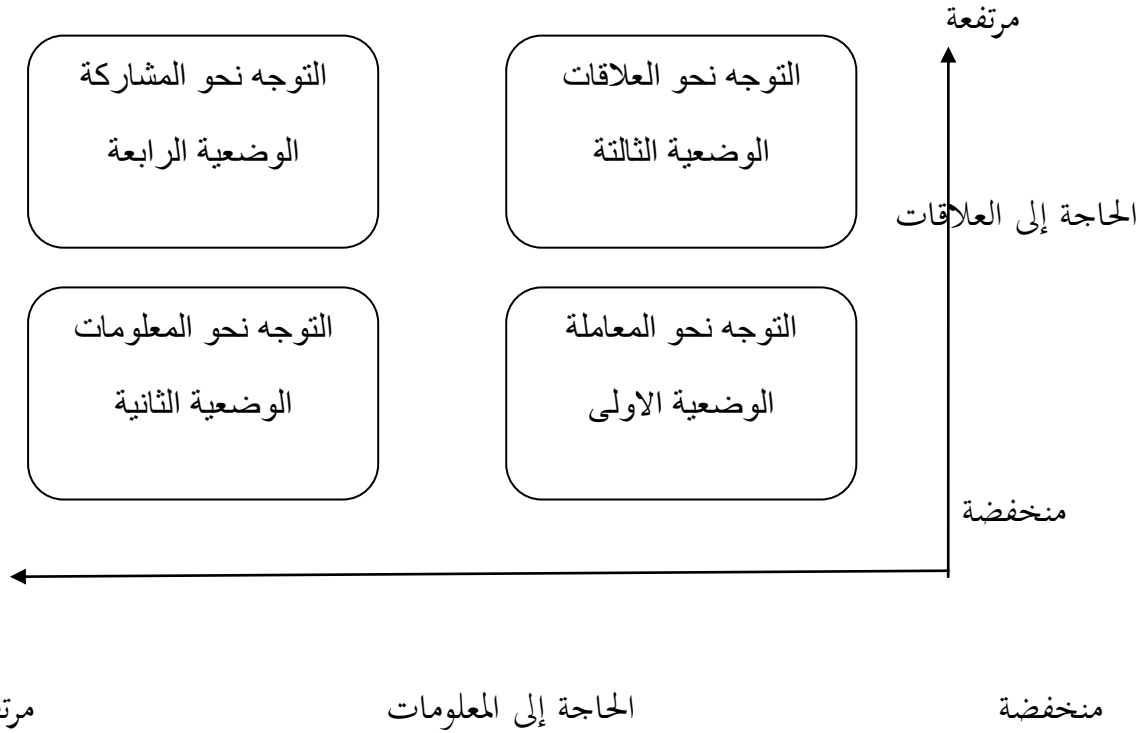 مرتفعة
التوجه نحو العلاقات
الوضعية الثالتة
التوجه نحو المشاركة
الوضعية الرابعة
الحاجة إلى العلاقات
التوجه نحو المعاملة
الوضعية الاولى
التوجه نحو المعلومات
الوضعية الثانية
منخفضة
منخفضة
الحاجة إلى المعلومات